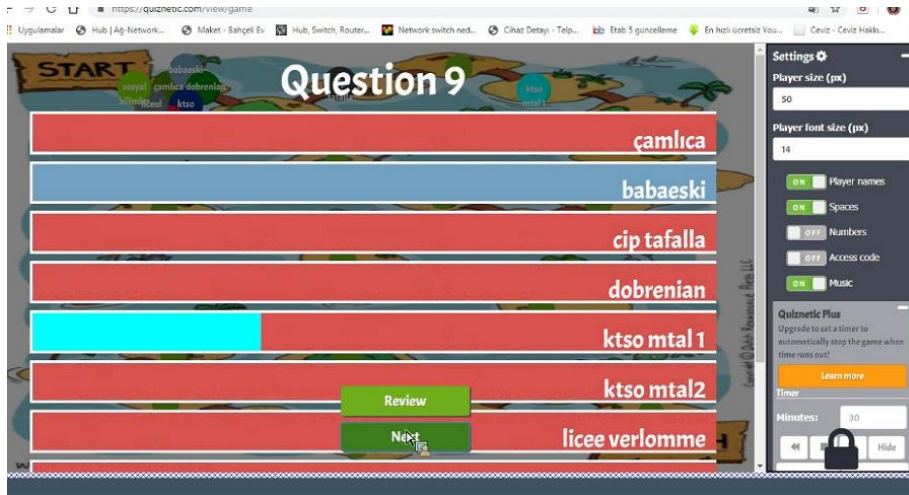 https://quiznetic.com/view/game
Uygulamalar
Hub | Ağ-Network...
Maket - Bahçeli Ev
Hub, Switch, Router...
Network switch ned...
Cihaz Detayı - Telp...
Etab 5 güncelleme
En hızlı ücretsiz Vou...
Ceviz - Ceviz Hakkı...
START
babaeski
sosyal
çamlıca
dobrenian
ktso
Question 9
ktso
mtal 1
çamlıca
babaeski
cip tafalla
dobrenian
ktso mtal 1
ktso mtal2
licee verlomme
Review
Next
Settings
Player size (px)
50
Player font size (px)
14
ON Player names
ON Spaces
OFF Numbers
OFF Access code
ON Music
Quiznetic Plus
Upgrade to set a timer to
automatically stop the game when
time runs out!
Learn more
Timer
Minutes:
30
Hide